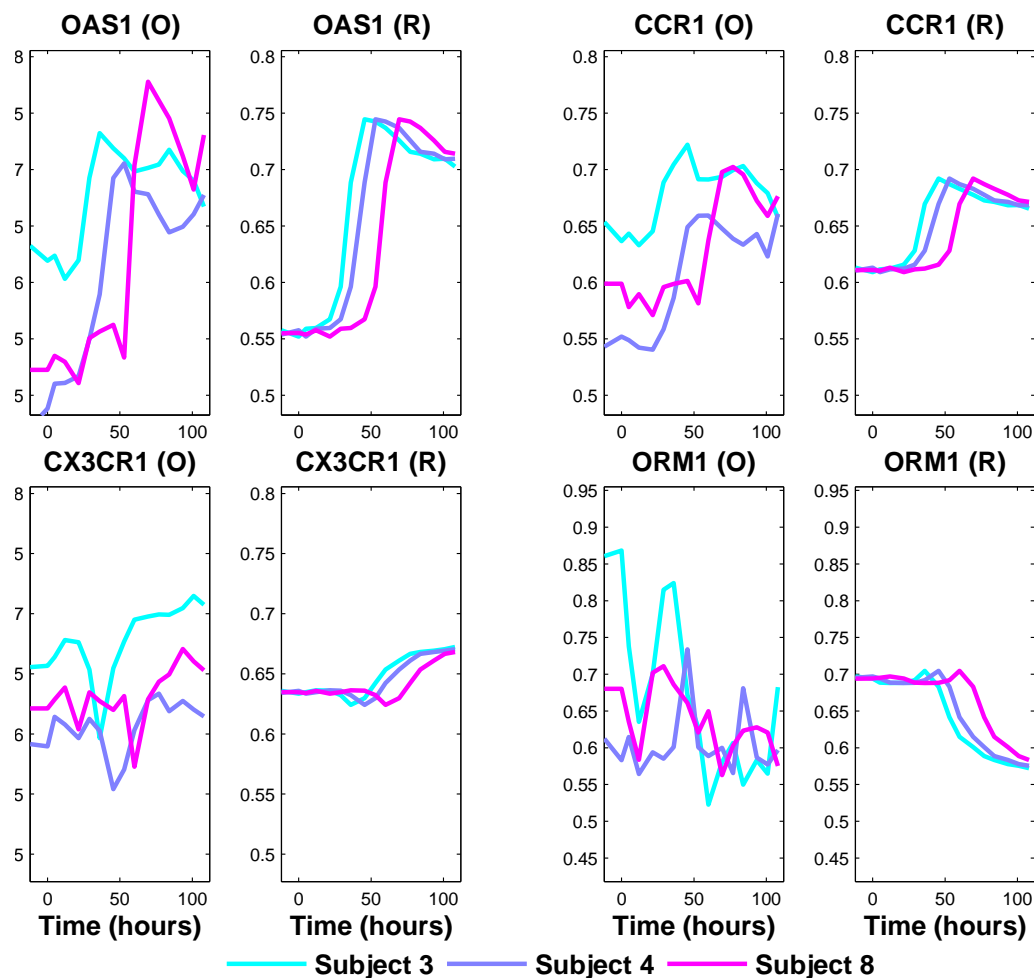 OAS1 (O)
OAS1 (R)
CCR1 (O)
CCR1 (R)
8
5
7
5
6
5
5
0.8
0.75
0.7
0.65
0.6
0.55
0.5
0.8
0.75
0.7
0.65
0.6
0.55
0.5
0.8
0.75
0.7
0.65
0.6
0.55
0.5
0 50 100
0 50 100
0 50 100
0 50 100
CX3CR1 (O)
CX3CR1 (R)
ORM1 (O)
ORM1 (R)
8
5
7
5
6
5
5
0.8
0.75
0.7
0.65
0.6
0.55
0.5
0.95
0.9
0.85
0.8
0.75
0.7
0.65
0.6
0.55
0.5
0.45
0.95
0.9
0.85
0.8
0.75
0.7
0.65
0.6
0.55
0.5
0.45
0 50 100
0 50 100
0 50 100
0 50 100
Time (hours)
Time (hours)
Time (hours)
Time (hours)
Subject 3
Subject 4
Subject 8